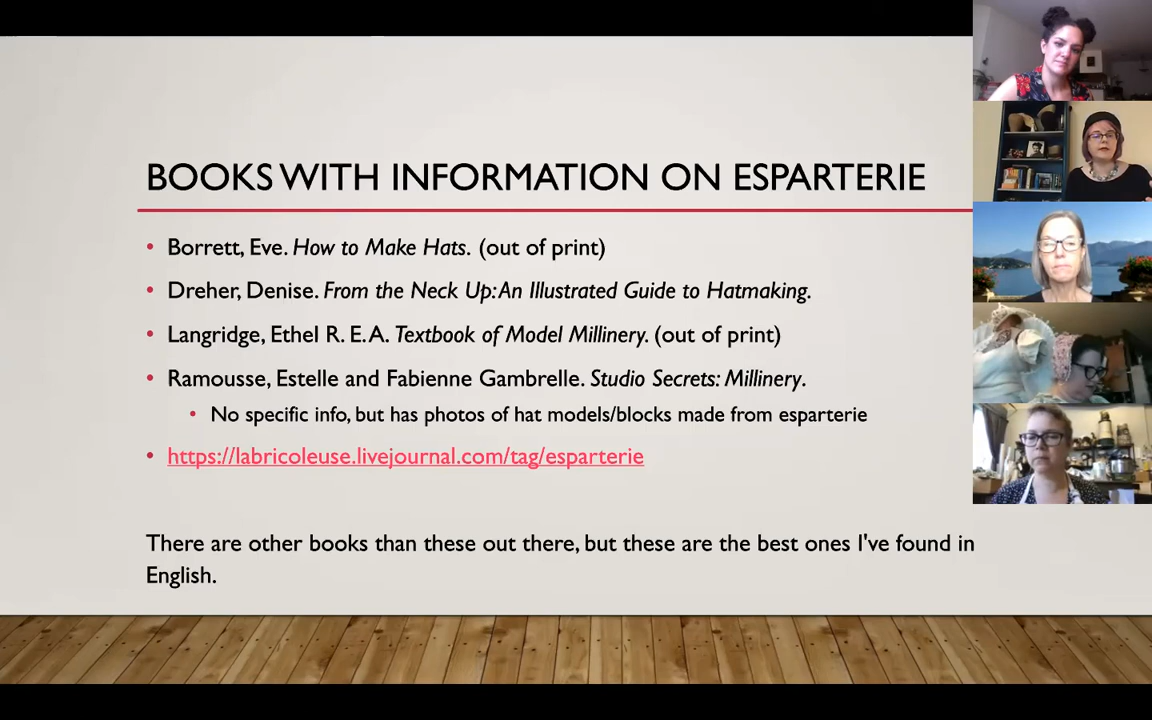 BOOKS WITH INFORMATION ON ESPARTERIE
• Borrett, Eve. How to Make Hats. (out of print)
• Dreher, Denise. From the Neck Up: An Illustrated Guide to Hatmaking.
• Langridge, Ethel R. E. A. Textbook of Model Millinery. (out of print)
• Ramousse, Estelle and Fabienne Gambrelle. Studio Secrets: Millinery.
• No specific info, but has photos of hat models/blocks made from esparterie
• https://labricoleuse.livejournal.com/tag/esparterie
There are other books than these out there, but these are the best ones I've found in
English.